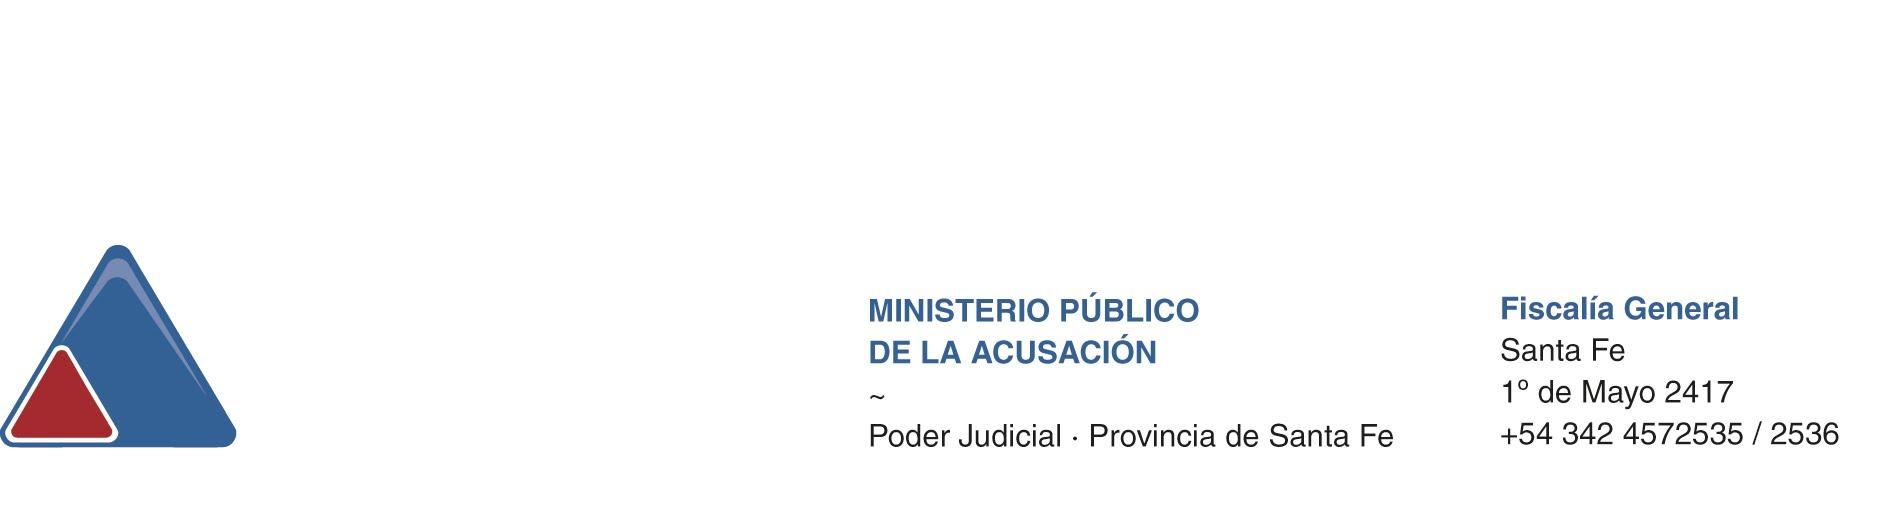 MINISTERIO PÚBLICO
DE LA ACUSACIÓN
~
Poder Judicial · Provincia de Santa Fe
Fiscalía General
Santa Fe
1º de Mayo 2417
+54 342 4572535 / 2536